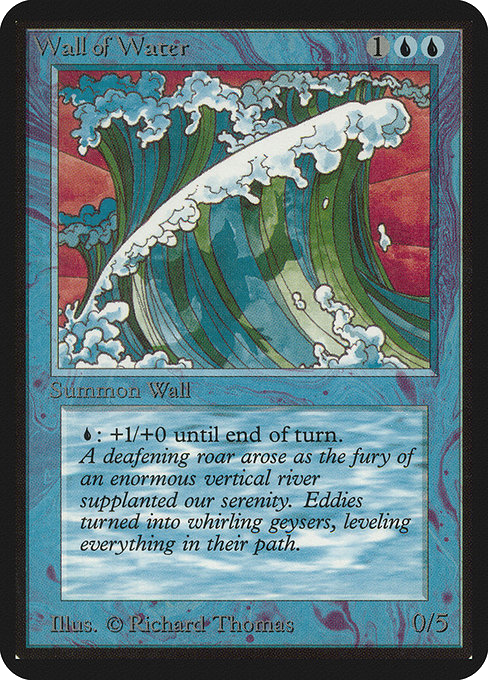 Wall of Water 1
Summon Wall
: +1/+0 until end of turn.
A deafening roar arose as the fury of
an enormous vertical river
supplanted our serenity. Eddies
turned into whirling geysers, leveling
everything in their path.
Illus. © Richard Thomas 0/5